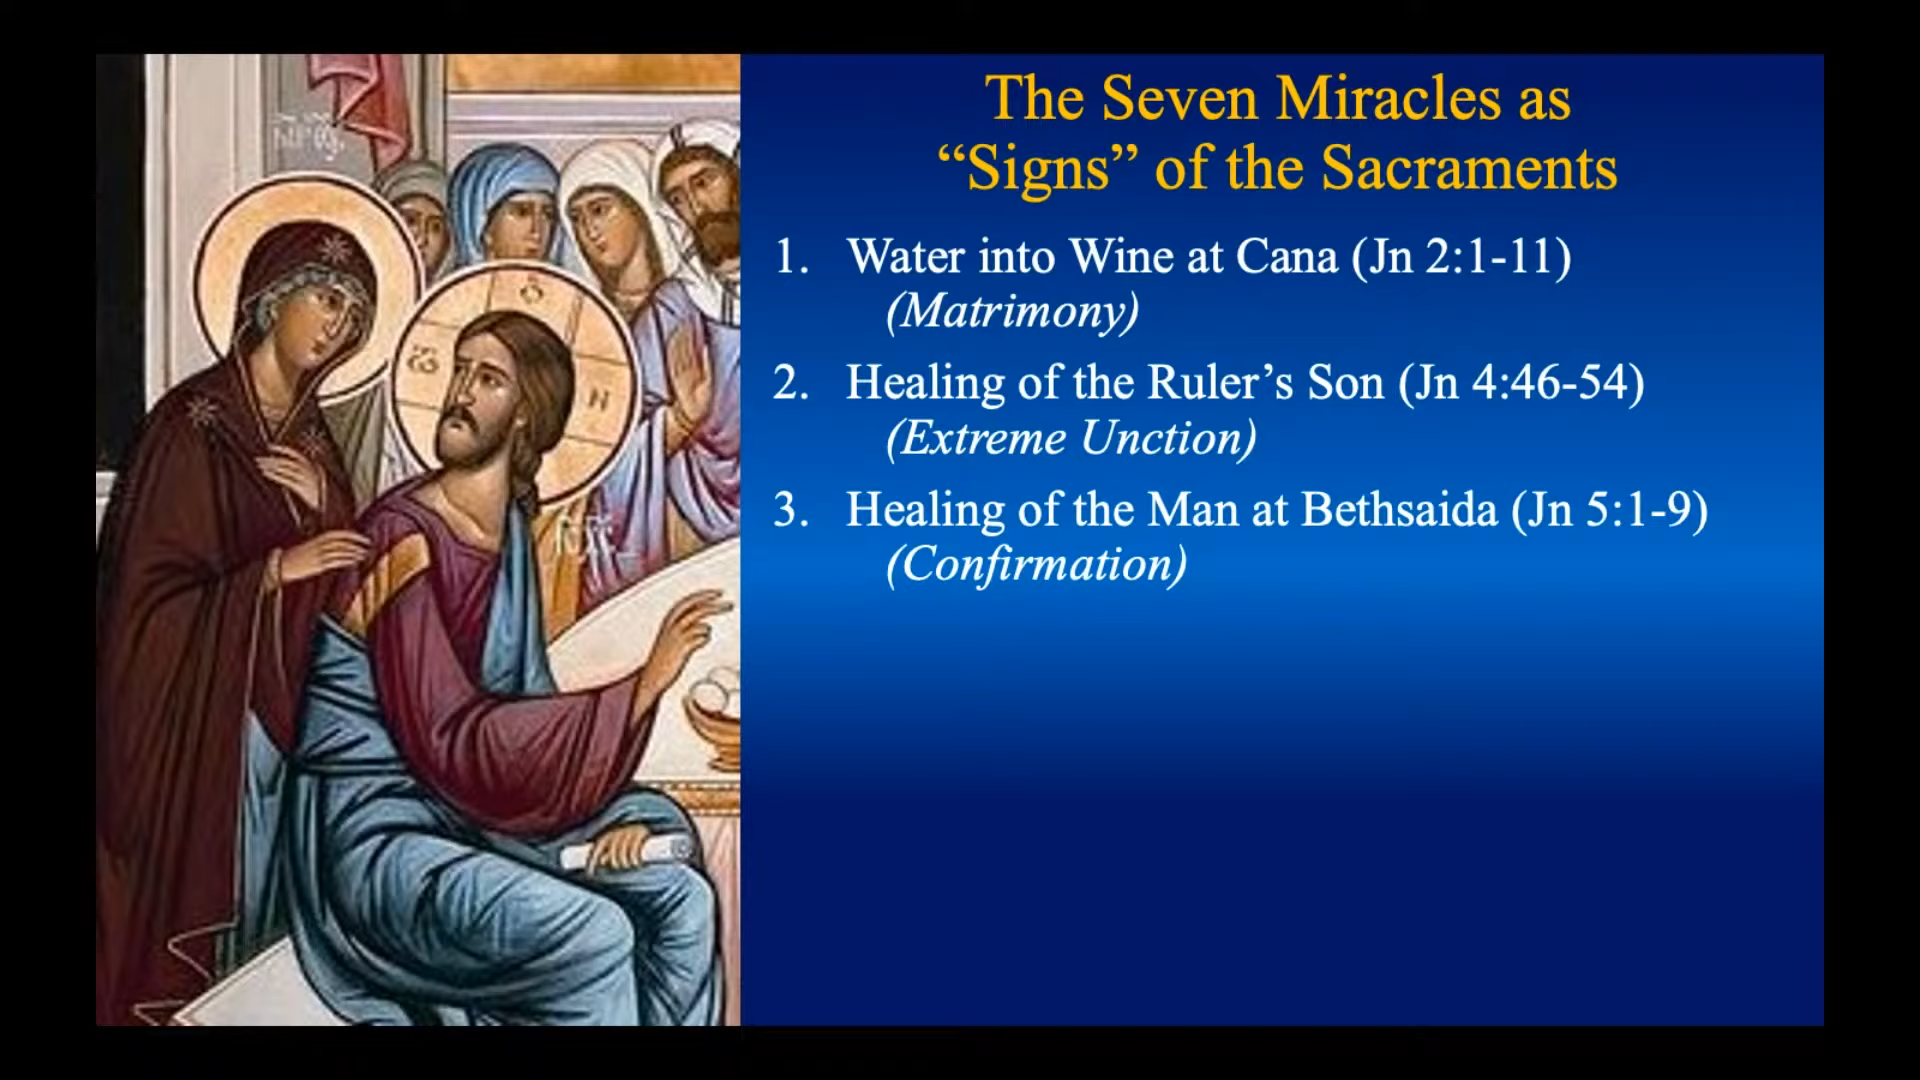 The Seven Miracles as
“Signs” of the Sacraments
1. Water into Wine at Cana (Jn 2:1-11)
(Matrimony)
2. Healing of the Ruler’s Son (Jn 4:46-54)
(Extreme Unction)
3. Healing of the Man at Bethsaida (Jn 5:1-9)
(Confirmation)